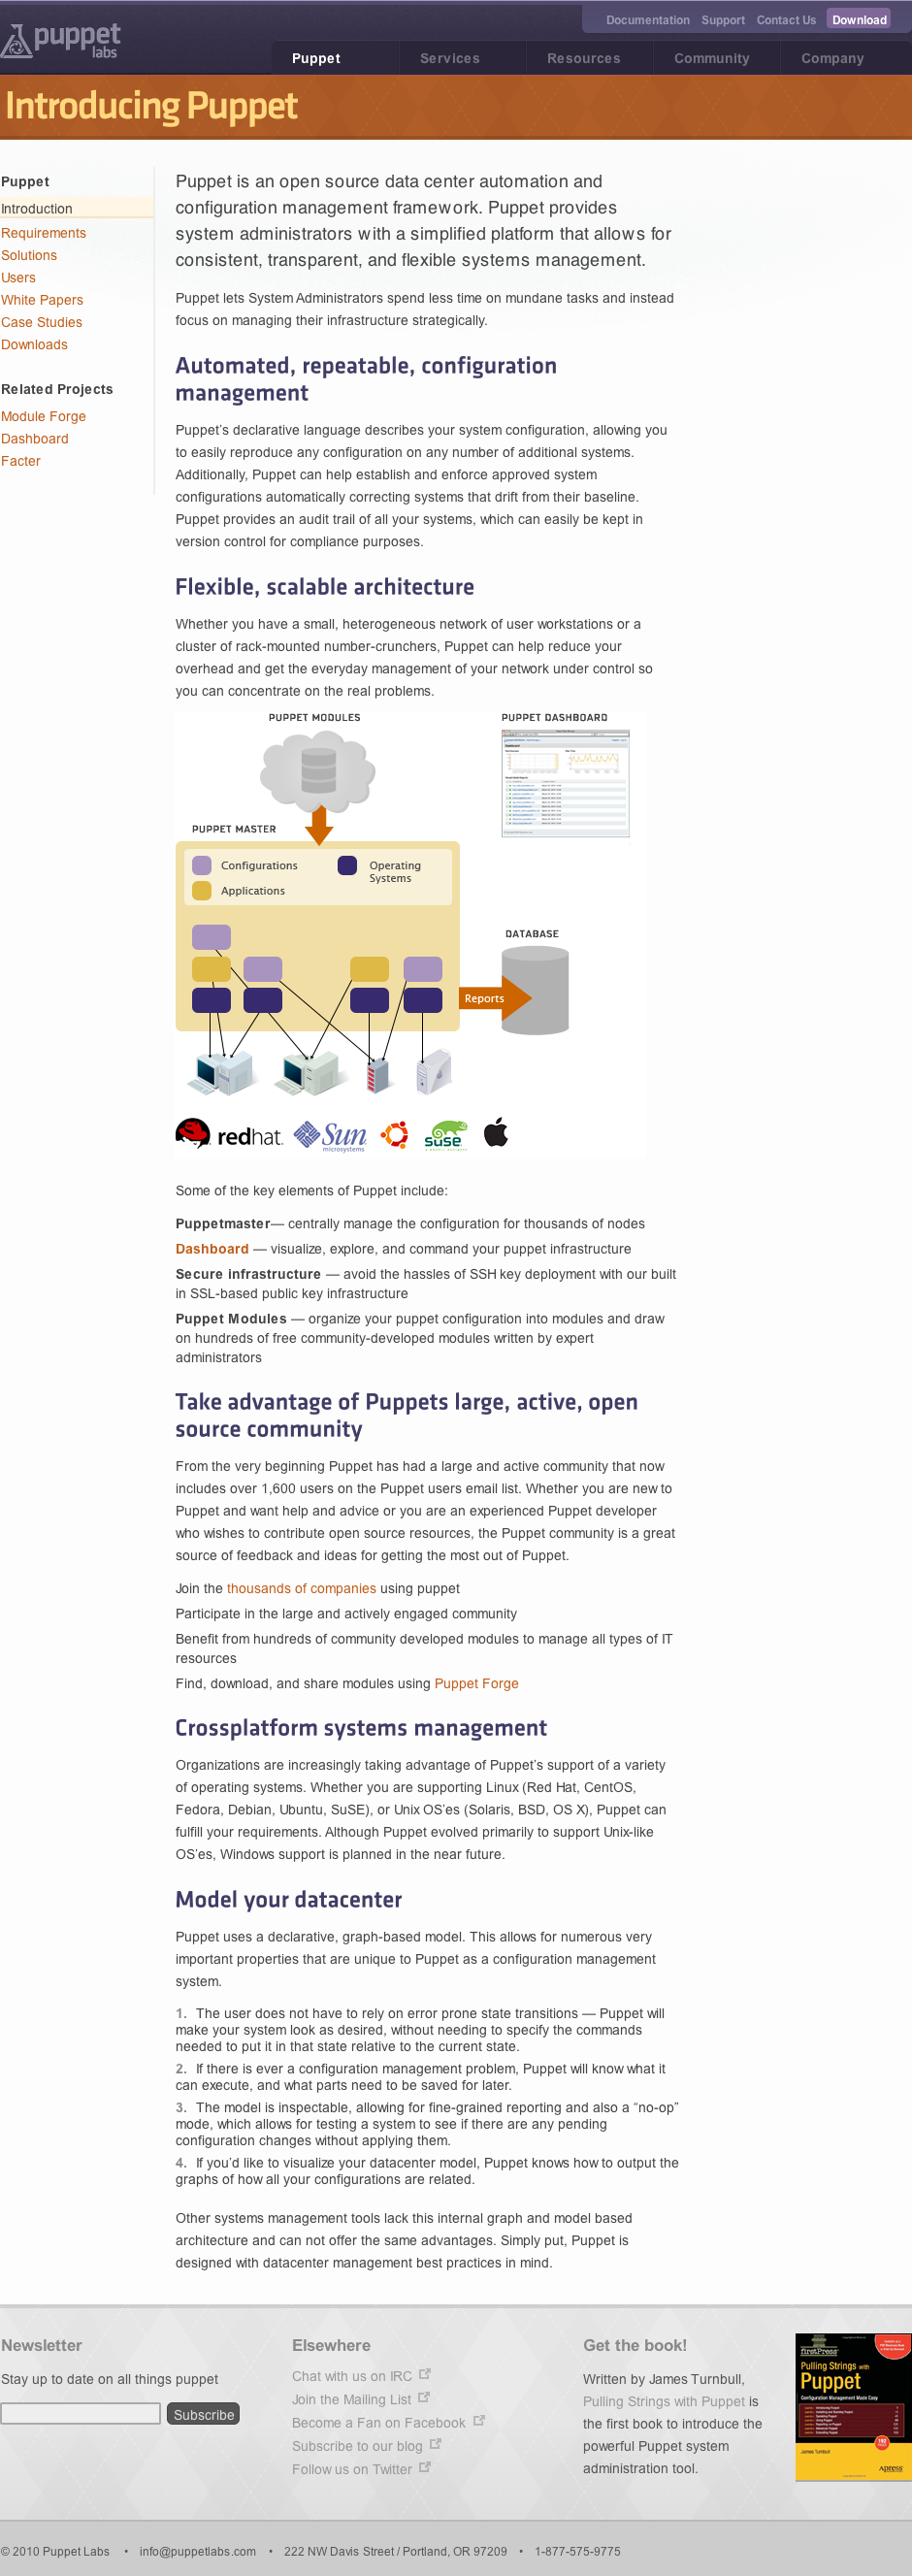 puppet labs
Documentation Support Contact Us Download
Puppet Services Resources Community Company
Introducing Puppet
Puppet
Introduction
Requirements
Solutions
Users
White Papers
Case Studies
Downloads
Related Projects
Module Forge
Dashboard
Facter
Puppet is an open source data center automation and
configuration management framework. Puppet provides
system administrators with a simplified platform that allows for
consistent, transparent, and flexible systems management.
Puppet lets System Administrators spend less time on mundane tasks and instead
focus on managing their infrastructure strategically.
Automated, repeatable, configuration
management
Puppet’s declarative language describes your system configuration, allowing you
to easily reproduce any configuration on any number of additional systems.
Additionally, Puppet can help establish and enforce approved system
configurations automatically correcting systems that drift from their baseline.
Puppet provides an audit trail of all your systems, which can easily be kept in
version control for compliance purposes.
Flexible, scalable architecture
Whether you have a small, heterogeneous network of user workstations or a
cluster of rack-mounted number-crunchers, Puppet can help reduce your
overhead and get the everyday management of your network under control so
you can concentrate on the real problems.
PUPPET MODULES
PUPPET DASHBOARD
PUPPET MASTER
Configurations
Operating
Systems
Applications
DATABASE
Reports
redhat.
Sun
microsystems
suse
Some of the key elements of Puppet include:
Puppetmaster— centrally manage the configuration for thousands of nodes
Dashboard — visualize, explore, and command your puppet infrastructure
Secure infrastructure — avoid the hassles of SSH key deployment with our built
in SSL-based public key infrastructure
Puppet Modules — organize your puppet configuration into modules and draw
on hundreds of free community-developed modules written by expert
administrators
Take advantage of Puppets large, active, open
source community
From the very beginning Puppet has had a large and active community that now
includes over 1,600 users on the Puppet users email list. Whether you are new to
Puppet and want help and advice or you are an experienced Puppet developer
who wishes to contribute open source resources, the Puppet community is a great
source of feedback and ideas for getting the most out of Puppet.
Join the thousands of companies using puppet
Participate in the large and actively engaged community
Benefit from hundreds of community developed modules to manage all types of IT
resources
Find, download, and share modules using Puppet Forge
Crossplatform systems management
Organizations are increasingly taking advantage of Puppet’s support of a variety
of operating systems. Whether you are supporting Linux (Red Hat, CentOS,
Fedora, Debian, Ubuntu, SuSE), or Unix OS’es (Solaris, BSD, OS X), Puppet can
fulfill your requirements. Although Puppet evolved primarily to support Unix-like
OS’es, Windows support is planned in the near future.
Model your datacenter
Puppet uses a declarative, graph-based model. This allows for numerous very
important properties that are unique to Puppet as a configuration management
system.
1. The user does not have to rely on error prone state transitions — Puppet will
make your system look as desired, without needing to specify the commands
needed to put it in that state relative to the current state.
2. If there is ever a configuration management problem, Puppet will know what it
can execute, and what parts need to be saved for later.
3. The model is inspectable, allowing for fine-grained reporting and also a “no-op”
mode, which allows for testing a system to see if there are any pending
configuration changes without applying them.
4. If you’d like to visualize your datacenter model, Puppet knows how to output the
graphs of how all your configurations are related.
Other systems management tools lack this internal graph and model based
architecture and can not offer the same advantages. Simply put, Puppet is
designed with datacenter management best practices in mind.
Newsletter
Stay up to date on all things puppet
Subscribe
Elsewhere
Chat with us on IRC
Join the Mailing List
Become a Fan on Facebook
Subscribe to our blog
Follow us on Twitter
Get the book!
Written by James Turnbull,
Pulling Strings with Puppet is
the first book to introduce the
powerful Puppet system
administration tool.
firstPress
Pulling Strings with
Puppet
Configuration Management Made Easy
James Turnbull
Apress
© 2010 Puppet Labs • info@puppetlabs.com • 222 NW Davis Street / Portland, OR 97209 • 1-877-575-9775